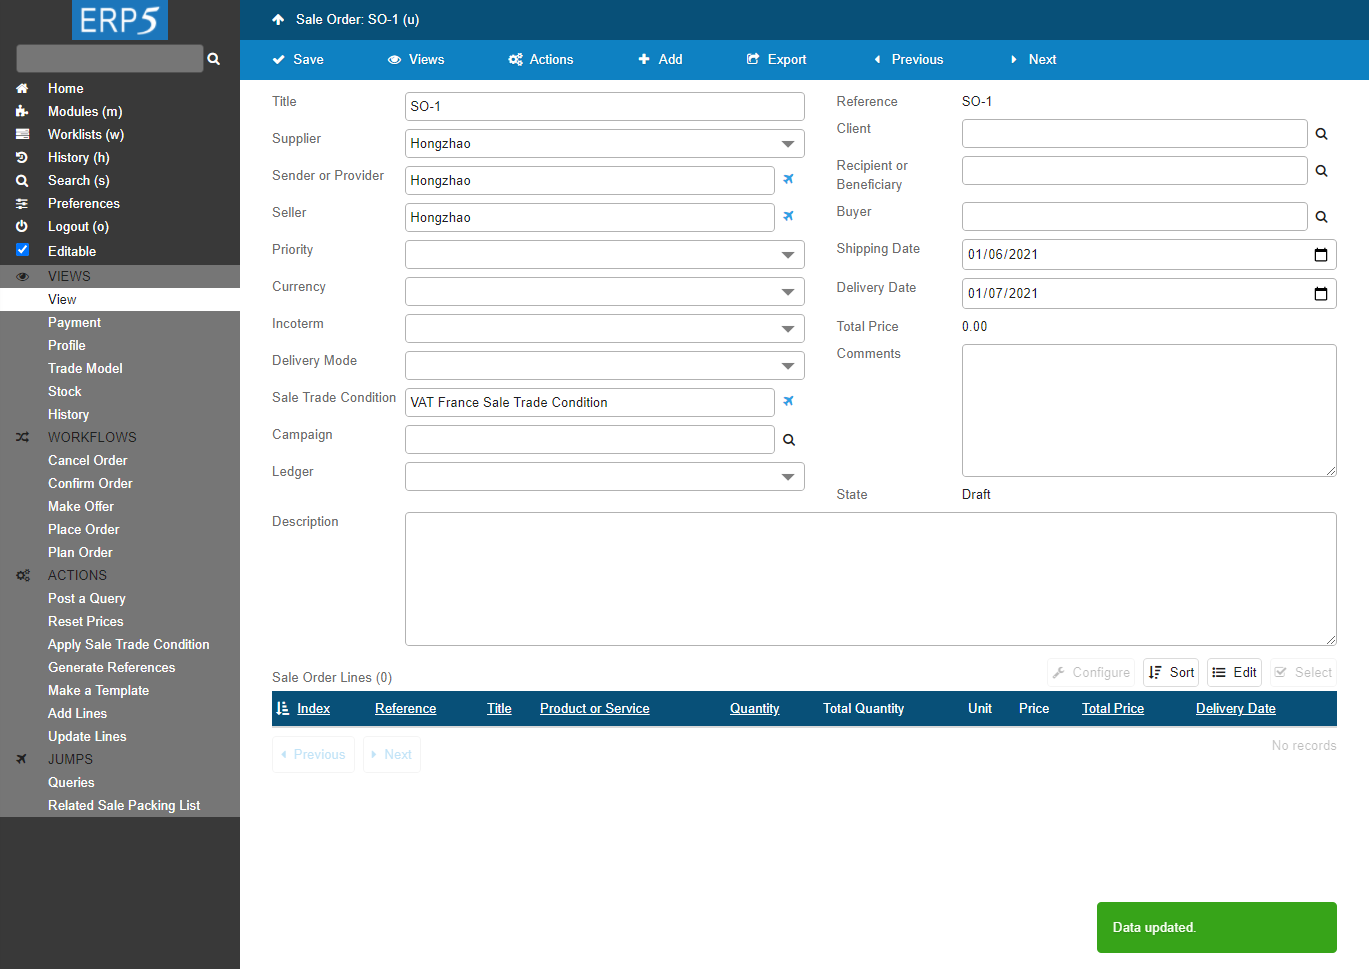 ERP5
Home
Modules (m)
Worklists (w)
History (h)
Search (s)
Preferences
Logout (o)
Editable
VIEWS
View
Payment
Profile
Trade Model
Stock
History
WORKFLOWS
Cancel Order
Confirm Order
Make Offer
Place Order
Plan Order
ACTIONS
Post a Query
Reset Prices
Apply Sale Trade Condition
Generate References
Make a Template
Add Lines
Update Lines
JUMPS
Queries
Related Sale Packing List
Sale Order: SO-1 (u)
Save Views Actions Add Export Previous Next
Title SO-1
Supplier Hongzhao
Sender or Provider Hongzhao
Seller Hongzhao
Priority
Currency
Incoterm
Delivery Mode
Sale Trade Condition VAT France Sale Trade Condition
Campaign
Ledger
Reference SO-1
Client
Recipient or
Beneficiary
Buyer
Shipping Date 01/06/2021
Delivery Date 01/07/2021
Total Price 0.00
Comments
State Draft
Description
Sale Order Lines (0) Configure Sort Edit Select
Index Reference Title Product or Service Quantity Total Quantity Unit Price Total Price Delivery Date
Previous Next No records
Data updated.